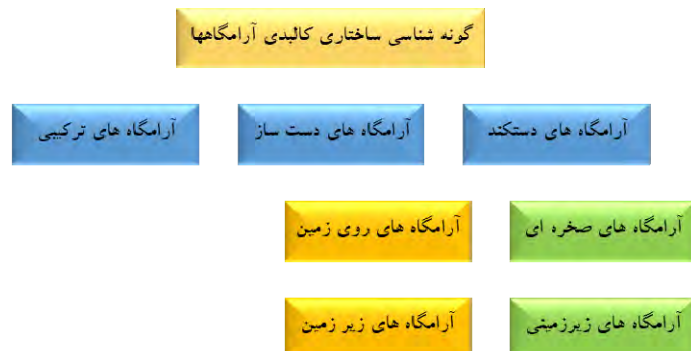 گونه شناسی ساختاری کالبدی آرامگاهها
آرامگاه های دستکند
آرامگاه های دست ساز
آرامگاه های ترکیبی
آرامگاه های صخره ای
آرامگاه های روی زمین
آرامگاه های زیرزمینی
آرامگاه های زیر زمین